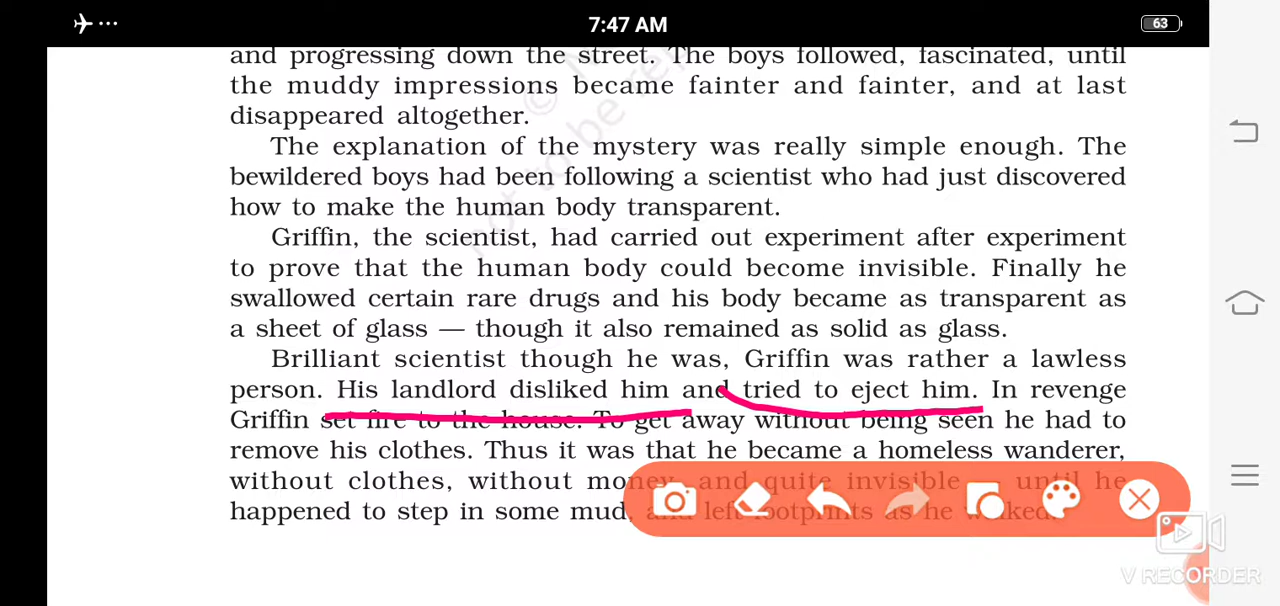 7:47 AM
63
and progressing down the street. The boys followed, fascinated, until
the muddy impressions became fainter and fainter, and at last
disappeared altogether.
The explanation of the mystery was really simple enough. The
bewildered boys had been following a scientist who had just discovered
how to make the human body transparent.
Griffin, the scientist, had carried out experiment after experiment
to prove that the human body could become invisible. Finally he
swallowed certain rare drugs and his body became as transparent as
a sheet of glass — though it also remained as solid as glass.
Brilliant scientist though he was, Griffin was rather a lawless
person. His landlord disliked him and tried to eject him. In revenge
Griffin set fire to the house. To get away without being seen he had to
remove his clothes. Thus it was that he became a homeless wanderer,
without clothes, without money, and quite invisible — until he
happened to step in some mud, and left footprints as he walked.
V RECORDER